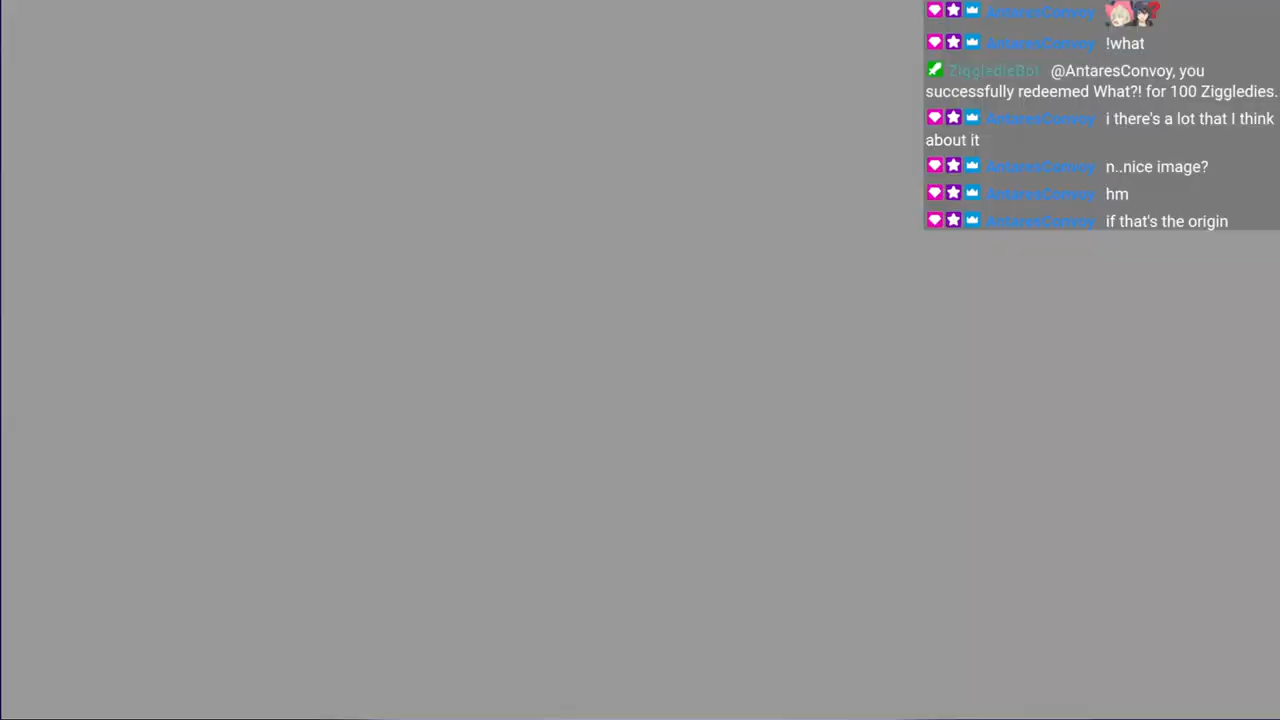 AntaresConvoy
AntaresConvoy !what
ZiggledieBot @AntaresConvoy, you
successfully redeemed What?! for 100 Ziggledies.
AntaresConvoy i there's a lot that I think
about it
AntaresConvoy n..nice image?
AntaresConvoy hm
AntaresConvoy if that's the origin